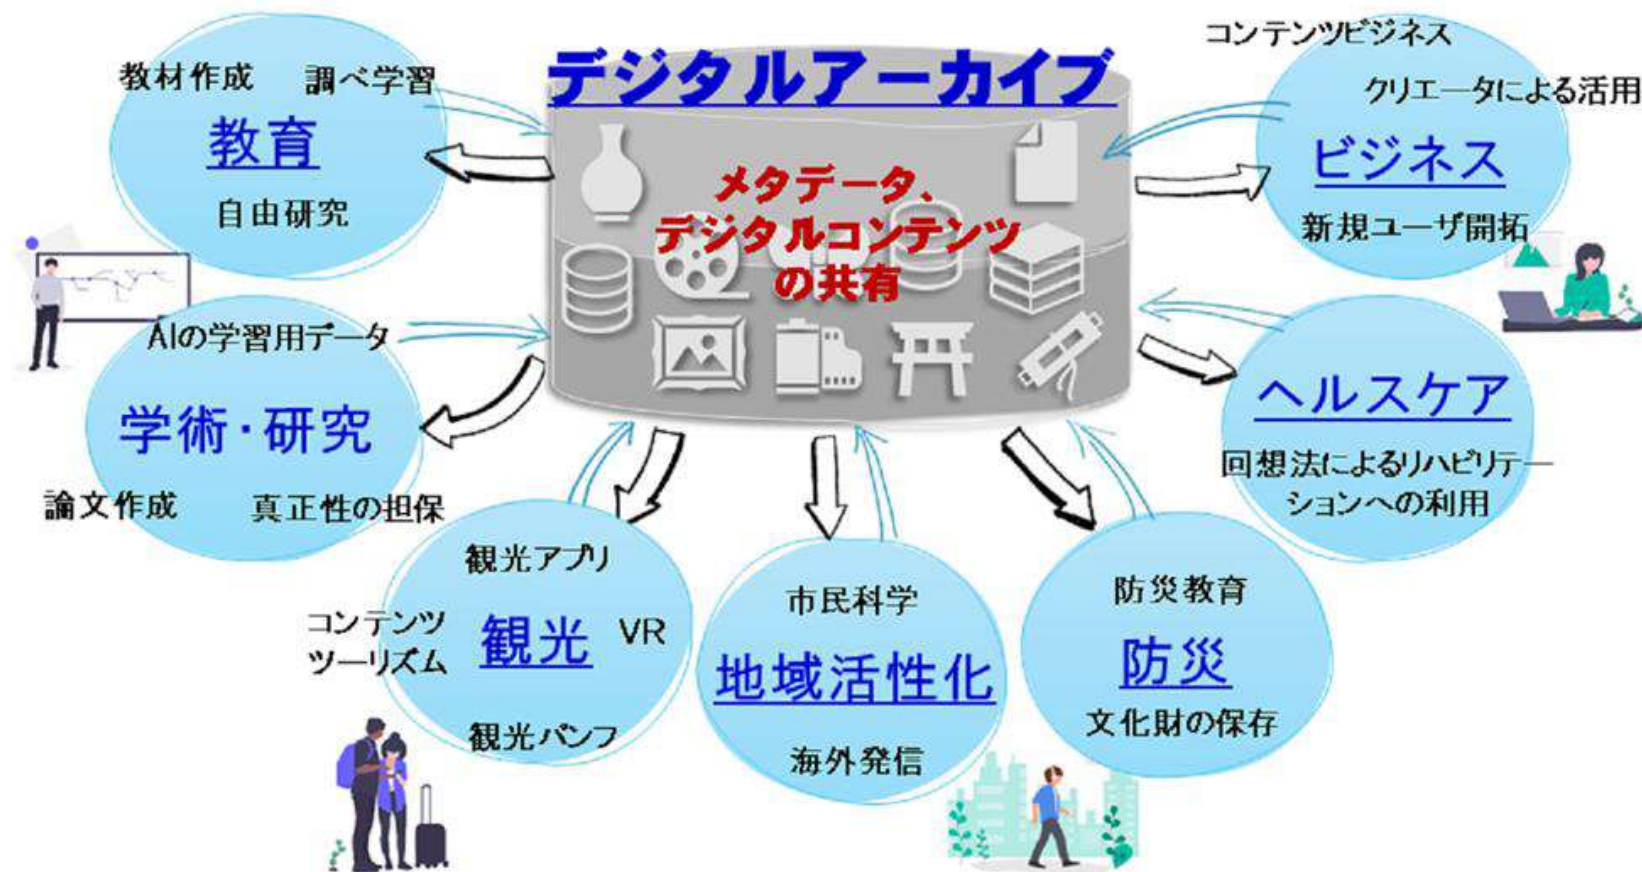 デジタルアーカイブ
メタデータ、
デジタルコンテンツ
の共有
教材作成 調べ学習
教育
自由研究
AIの学習用データ
学術・研究
論文作成 真正性の担保
観光アプリ
コンテンツ
ツーリズム
観光 VR
観光パンフ
市民科学
地域活性化
海外発信
防災教育
防災
文化財の保存
ヘルスケア
回想法によるリハビリテー
ションへの利用
コンテンツビジネス
クリエータによる活用
ビジネス
新規ユーザ開拓